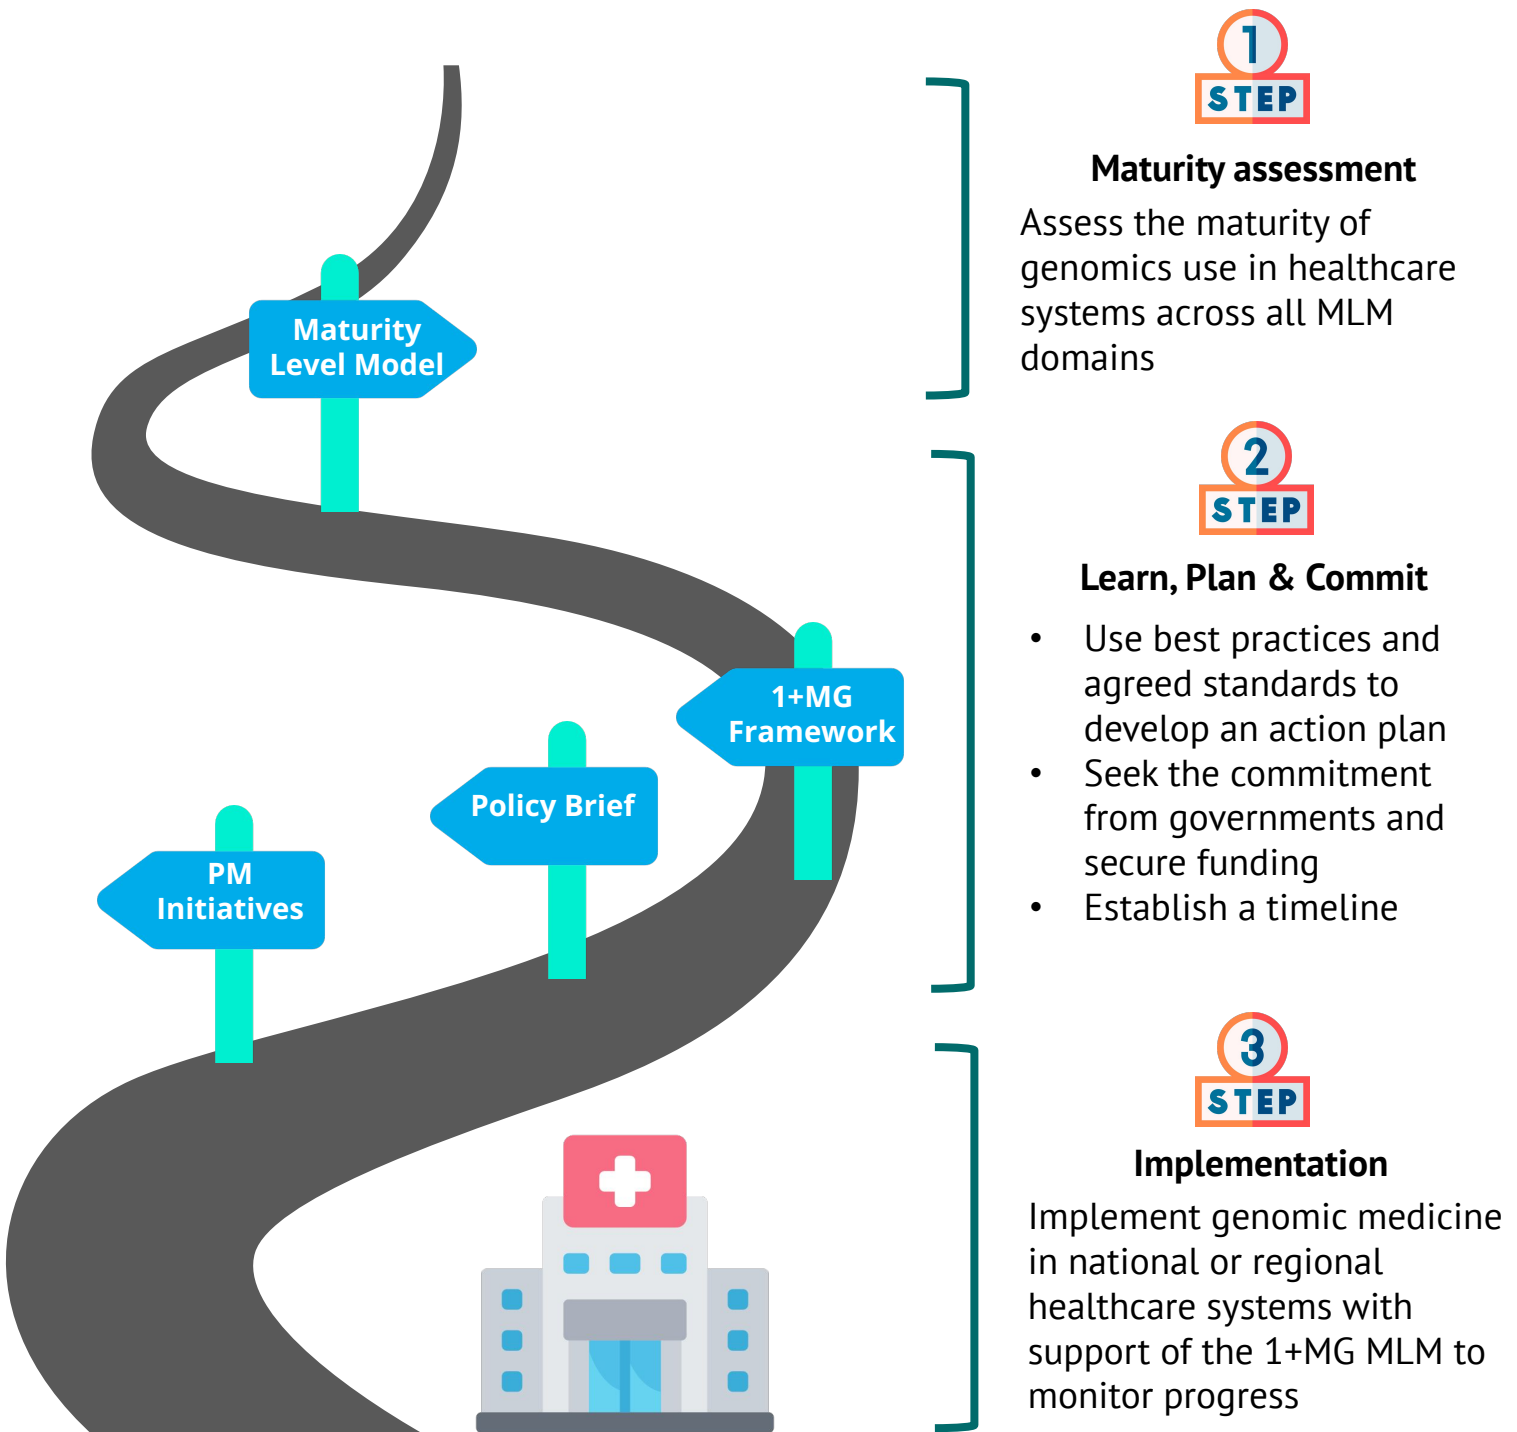 1
STEP
Maturity assessment
Assess the maturity of
genomics use in healthcare
systems across all MLM
domains
Maturity
Level Model
2
STEP
Learn, Plan & Commit
• Use best practices and
agreed standards to
develop an action plan
• Seek the commitment
from governments and
secure funding
• Establish a timeline
1+MG
Framework
Policy Brief
PM
Initiatives
3
STEP
Implementation
Implement genomic medicine
in national or regional
healthcare systems with
support of the 1+MG MLM to
monitor progress